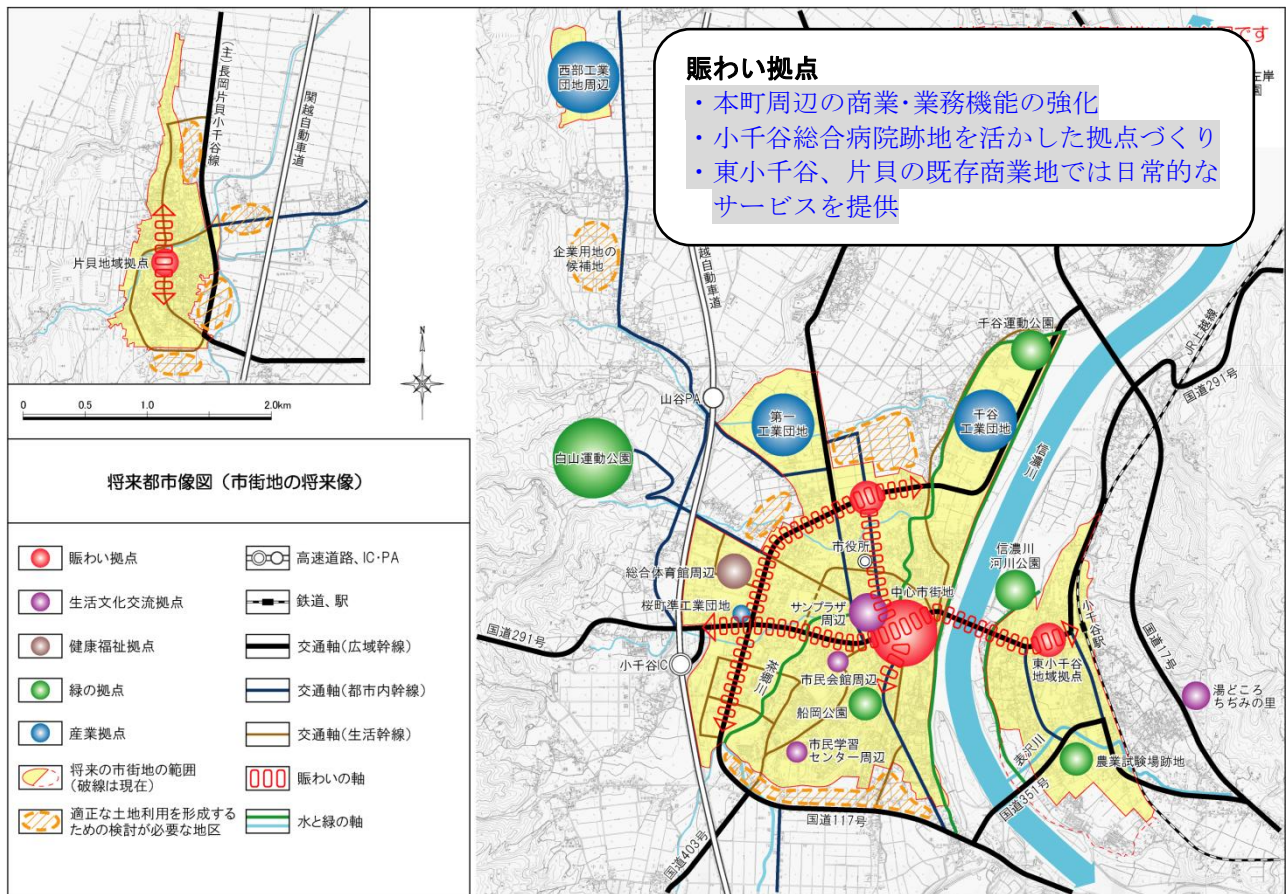 (主)長岡片貝小千谷線
関越自動車道
片貝地域拠点
N
0 0.5 1.0 2.0km
将来都市像図(市街地の将来像)
賑わい拠点
高速道路、IC・PA
生活文化交流拠点
鉄道、駅
健康福祉拠点
交通軸(広域幹線)
緑の拠点
交通軸(都市内幹線)
産業拠点
交通軸(生活幹線)
将来の市街地の範囲
(破線は現在)
賑わいの軸
適正な土地利用を形成する
ための検討が必要な地区
水と緑の軸
賑わい拠点
・本町周辺の商業・業務機能の強化
・小千谷総合病院跡地を活かした拠点づくり
・東小千谷、片貝の既存商業地では日常的な
サービスを提供
です
左岸
園
西部工業
団地周辺
企業用地の
候補地
越自動車道
千谷運動公園
JR上越線
国道291号
山谷PA
第一
工業団地
千谷
工業団地
白山運動公園
信濃川
市役所
信濃川
河川公園
総合体育館周辺
中心市街地
桜町準工業団地
サンプラザ
周辺
小千谷駅
国道17号
国道291号
小千谷IC
茶郷川
市民会館周辺
東小千谷
地域拠点
湯どころ
ちぢみの里
船岡公園
市民学習
センター周辺
表沢川
農業試験場跡地
国道351号
国道117号
国道403号